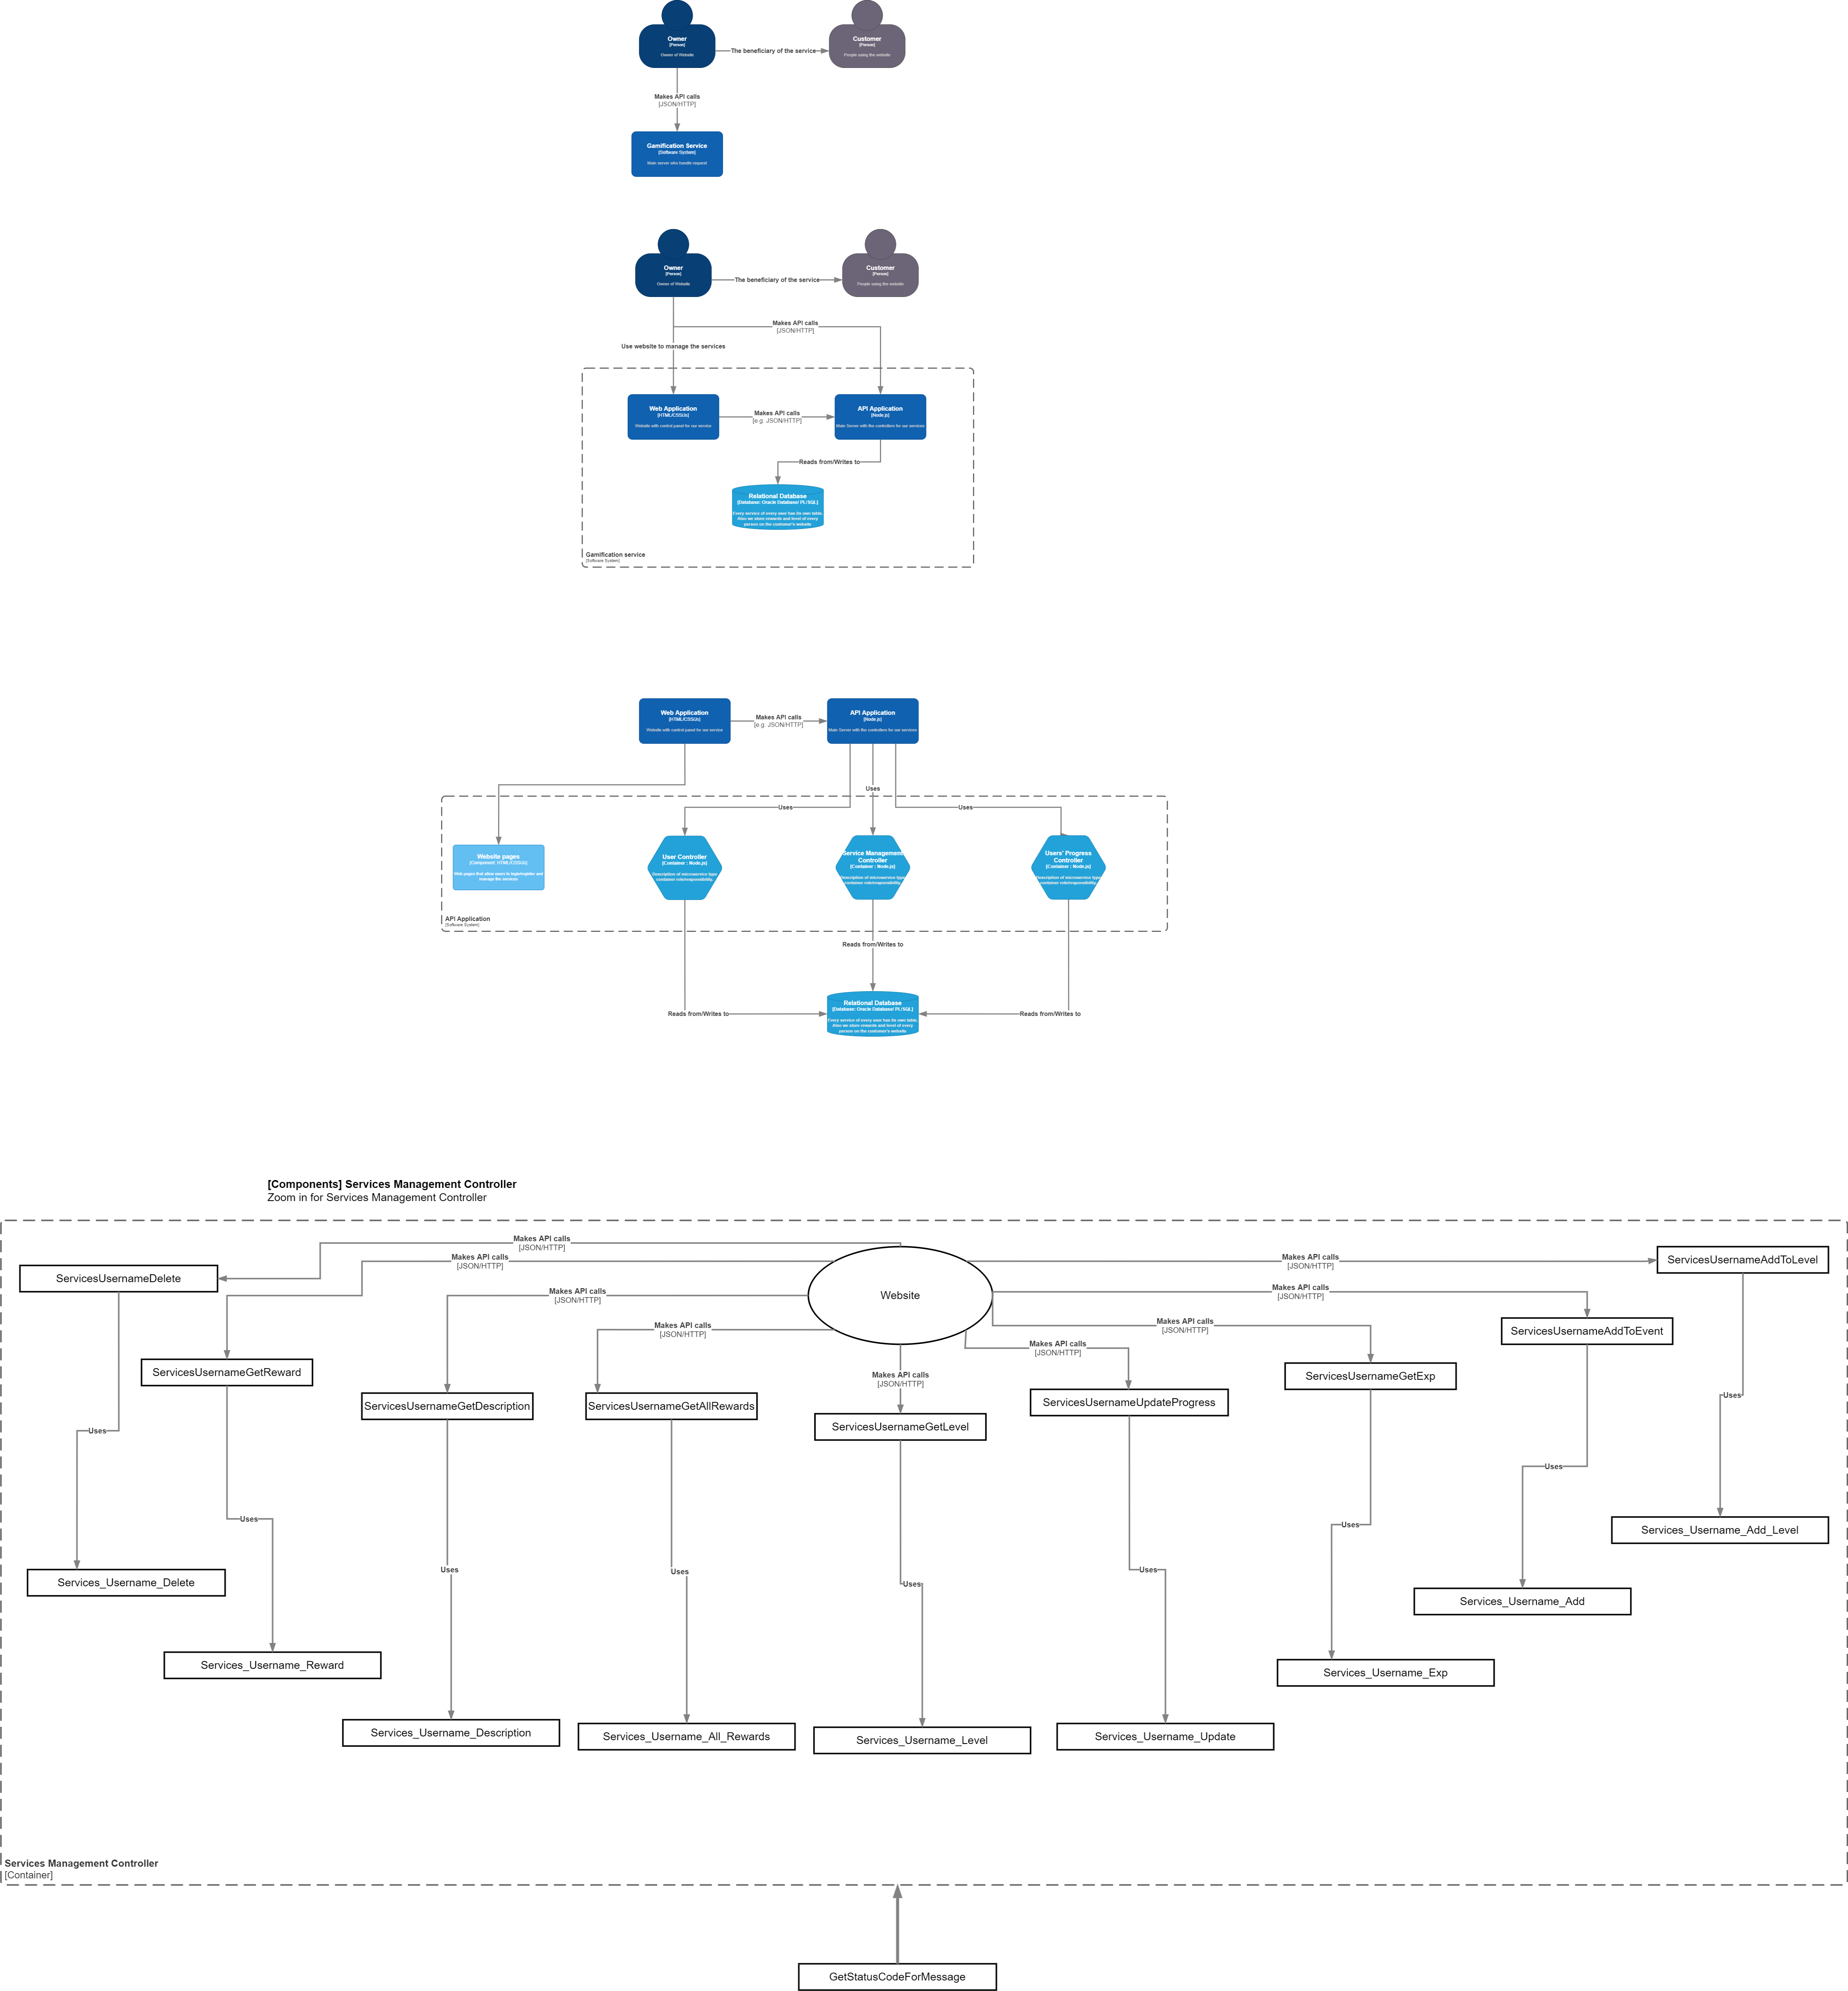 Owner
[Person]
Owner of Website
The beneficiary of the service
Customer
[Person]
People using the website
Makes API calls
[JSON/HTTP]
Gamification Service
[Software System]
Main server who handle request
Owner
[Person]
Owner of Website
The beneficiary of the service
Customer
[Person]
People using the website
Makes API calls
[JSON/HTTP]
Use website to manage the services
Web Application
[HTML/CSS/Js]
Website with control panel for our service
Makes API calls
[e.g. JSON/HTTP]
API Application
[Node.js]
Main Server with the controllers for our services
Reads from/Writes to
Relational Database
[Database: Oracle Database/ PL/SQL]
Every service of every user has its own table.
Also we store rewards and level of every
person on the customer's website
Gamification service
[Software System]
Web Application
[HTML/CSS/Js]
Website with control panel for our service
Makes API calls
[e.g. JSON/HTTP]
API Application
[Node.js]
Main Server with the controllers for our services
Uses
Uses
Uses
Website pages
[Component: HTML/CSS/Js]
Web pages that allow users to login/register and
manage the services
User Controller
[Container : Node.js]
Description of microservice type
container role/responsibility.
Service Management
Controller
[Container : Node.js]
Description of microservice type
container role/responsibility.
Users' Progress
Controller
[Container : Node.js]
Description of microservice type
container role/responsibility.
API Application
[Software System]
Reads from/Writes to
Reads from/Writes to
Reads from/Writes to
Relational Database
[Database: Oracle Database/ PL/SQL]
Every service of every user has its own table.
Also we store rewards and level of every
person on the customer's website
[Components] Services Management Controller
Zoom in for Services Management Controller
Makes API calls
[JSON/HTTP]
Makes API calls
[JSON/HTTP]
Makes API calls
[JSON/HTTP]
Makes API calls
[JSON/HTTP]
Makes API calls
[JSON/HTTP]
Makes API calls
[JSON/HTTP]
Makes API calls
[JSON/HTTP]
Makes API calls
[JSON/HTTP]
Makes API calls
[JSON/HTTP]
Website
ServicesUsernameDelete
ServicesUsernameGetReward
ServicesUsernameGetDescription
ServicesUsernameGetAllRewards
ServicesUsernameGetLevel
ServicesUsernameUpdateProgress
ServicesUsernameGetExp
ServicesUsernameAddToEvent
ServicesUsernameAddToLevel
Uses
Uses
Uses
Uses
Uses
Uses
Uses
Uses
Uses
Services_Username_Delete
Services_Username_Reward
Services_Username_Description
Services_Username_All_Rewards
Services_Username_Level
Services_Username_Update
Services_Username_Exp
Services_Username_Add
Services_Username_Add_Level
Services Management Controller
[Container]
GetStatusCodeForMessage